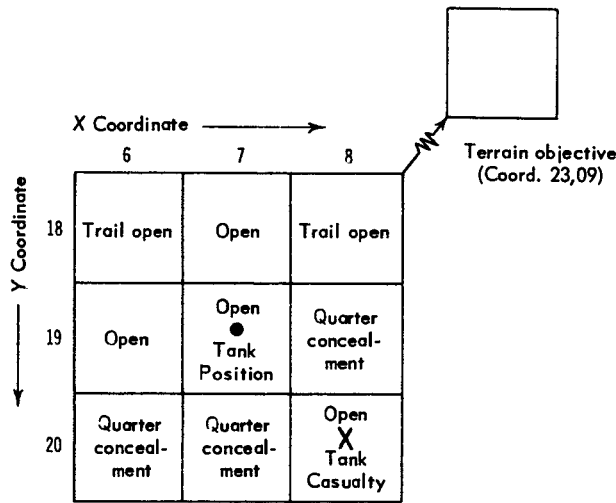 X Coordinate
6 7 8
Terrain objective
(Coord. 23,09)
Y Coordinate
18
Trail open
Open
Trail open
19
Open
Open
Tank
Position
Quarter
conceal-
ment
20
Quarter
conceal-
ment
Quarter
conceal-
ment
Open
X
Tank
Casualty